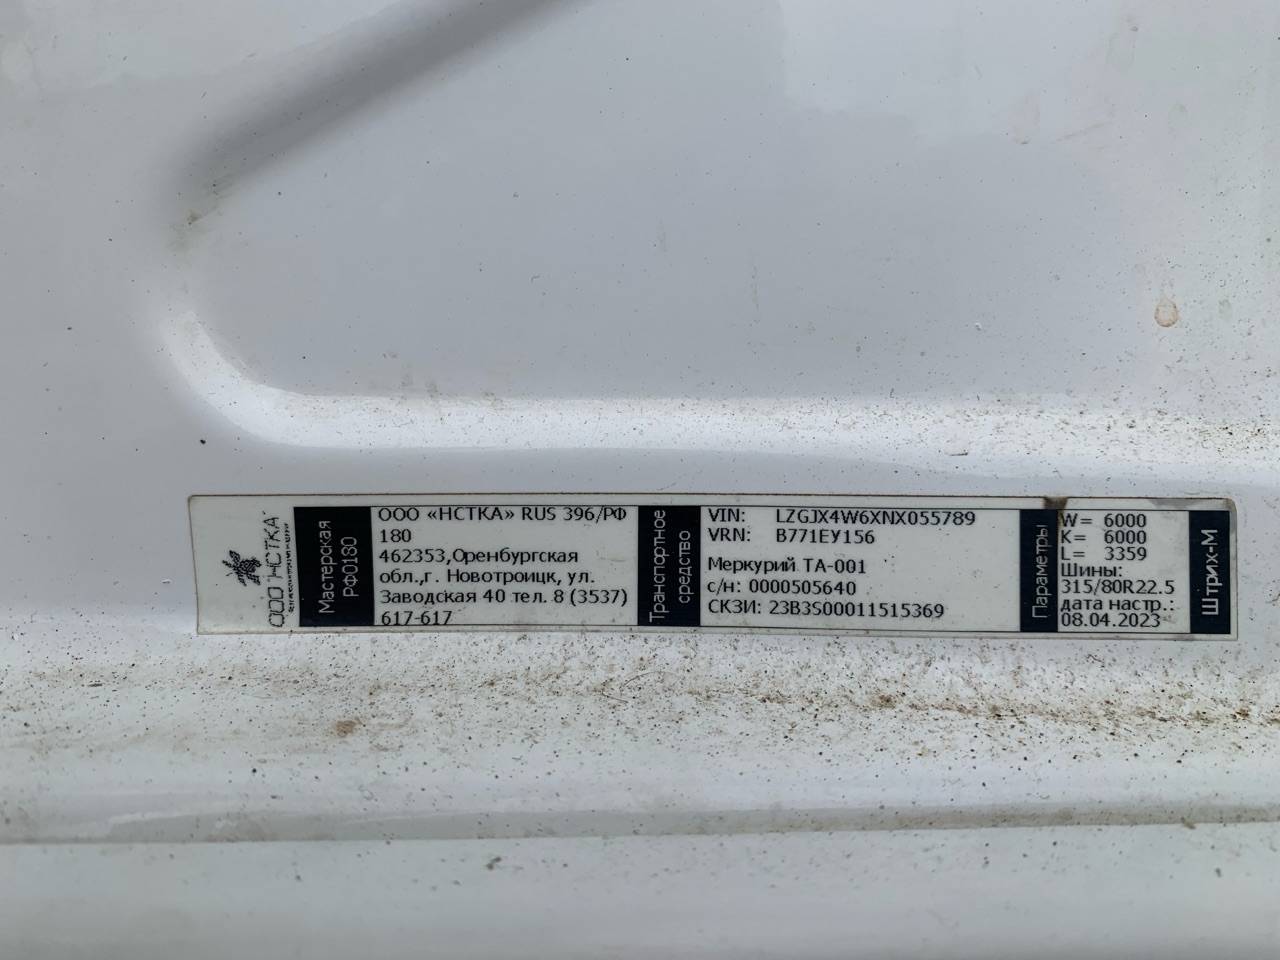 ООО НСТКА
Мастерская
РФ0180
ООО «НСТКА» RUS 396/РФ
180
462353,Оренбургская
обл.,г. Новотроицк, ул.
Заводская 40 тел. 8 (3537)
617-617
Транспортное
средство
VIN: LZGJX4W6XNX055789
VRN: В771ЕУ156
Меркурий ТА-001
с/н: 0000505640
СКЗИ: 23B3S00011515369
Параметры
W= 6000
K= 6000
L= 3359
Шины:
315/80R22.5
дата настр.:
08.04.2023
Штрих-М